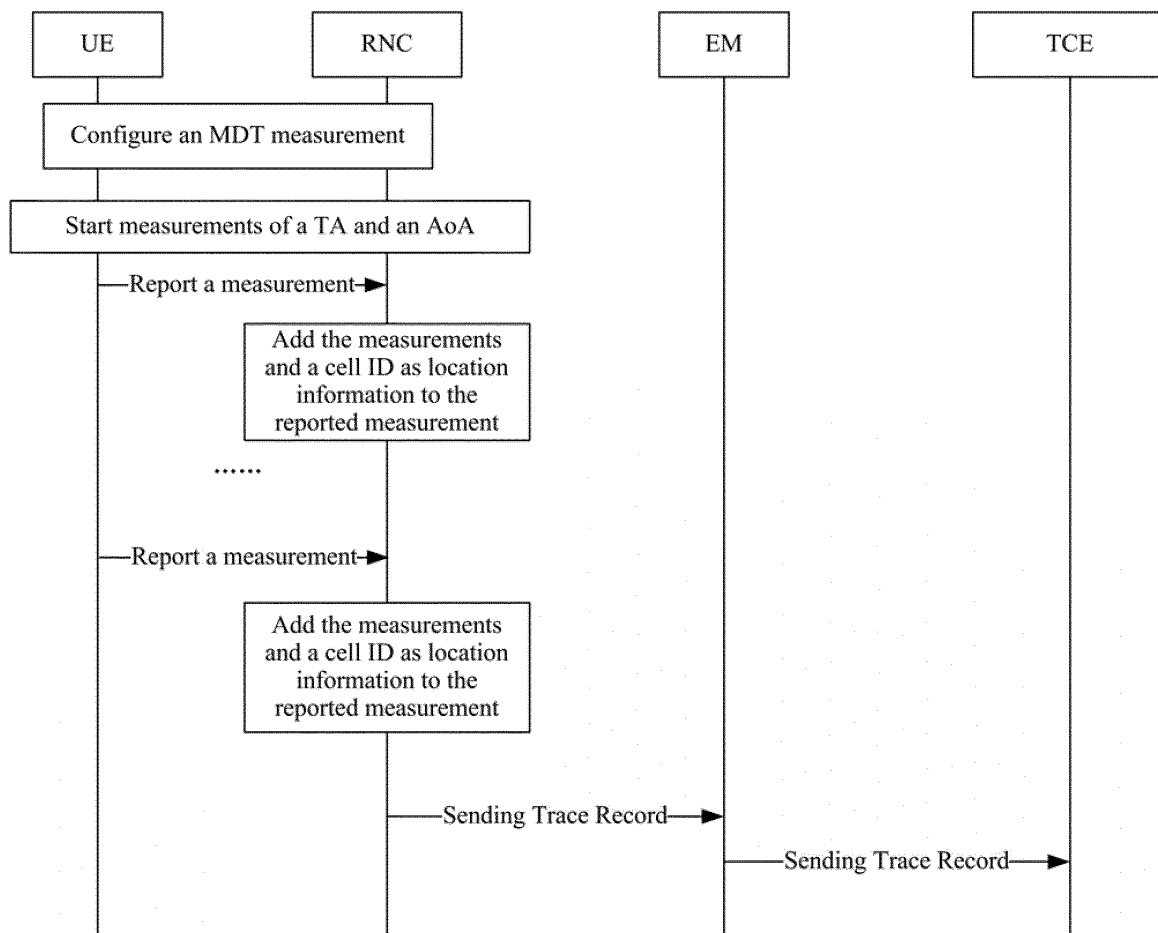 UE
RNC
EM
TCE
Configure an MDT measurement
Start measurements of a TA and an AoA
Report a measurement
Add the measurements
and a cell ID as location
information to the
reported measurement
......
Report a measurement
Add the measurements
and a cell ID as location
information to the
reported measurement
Sending Trace Record
Sending Trace Record